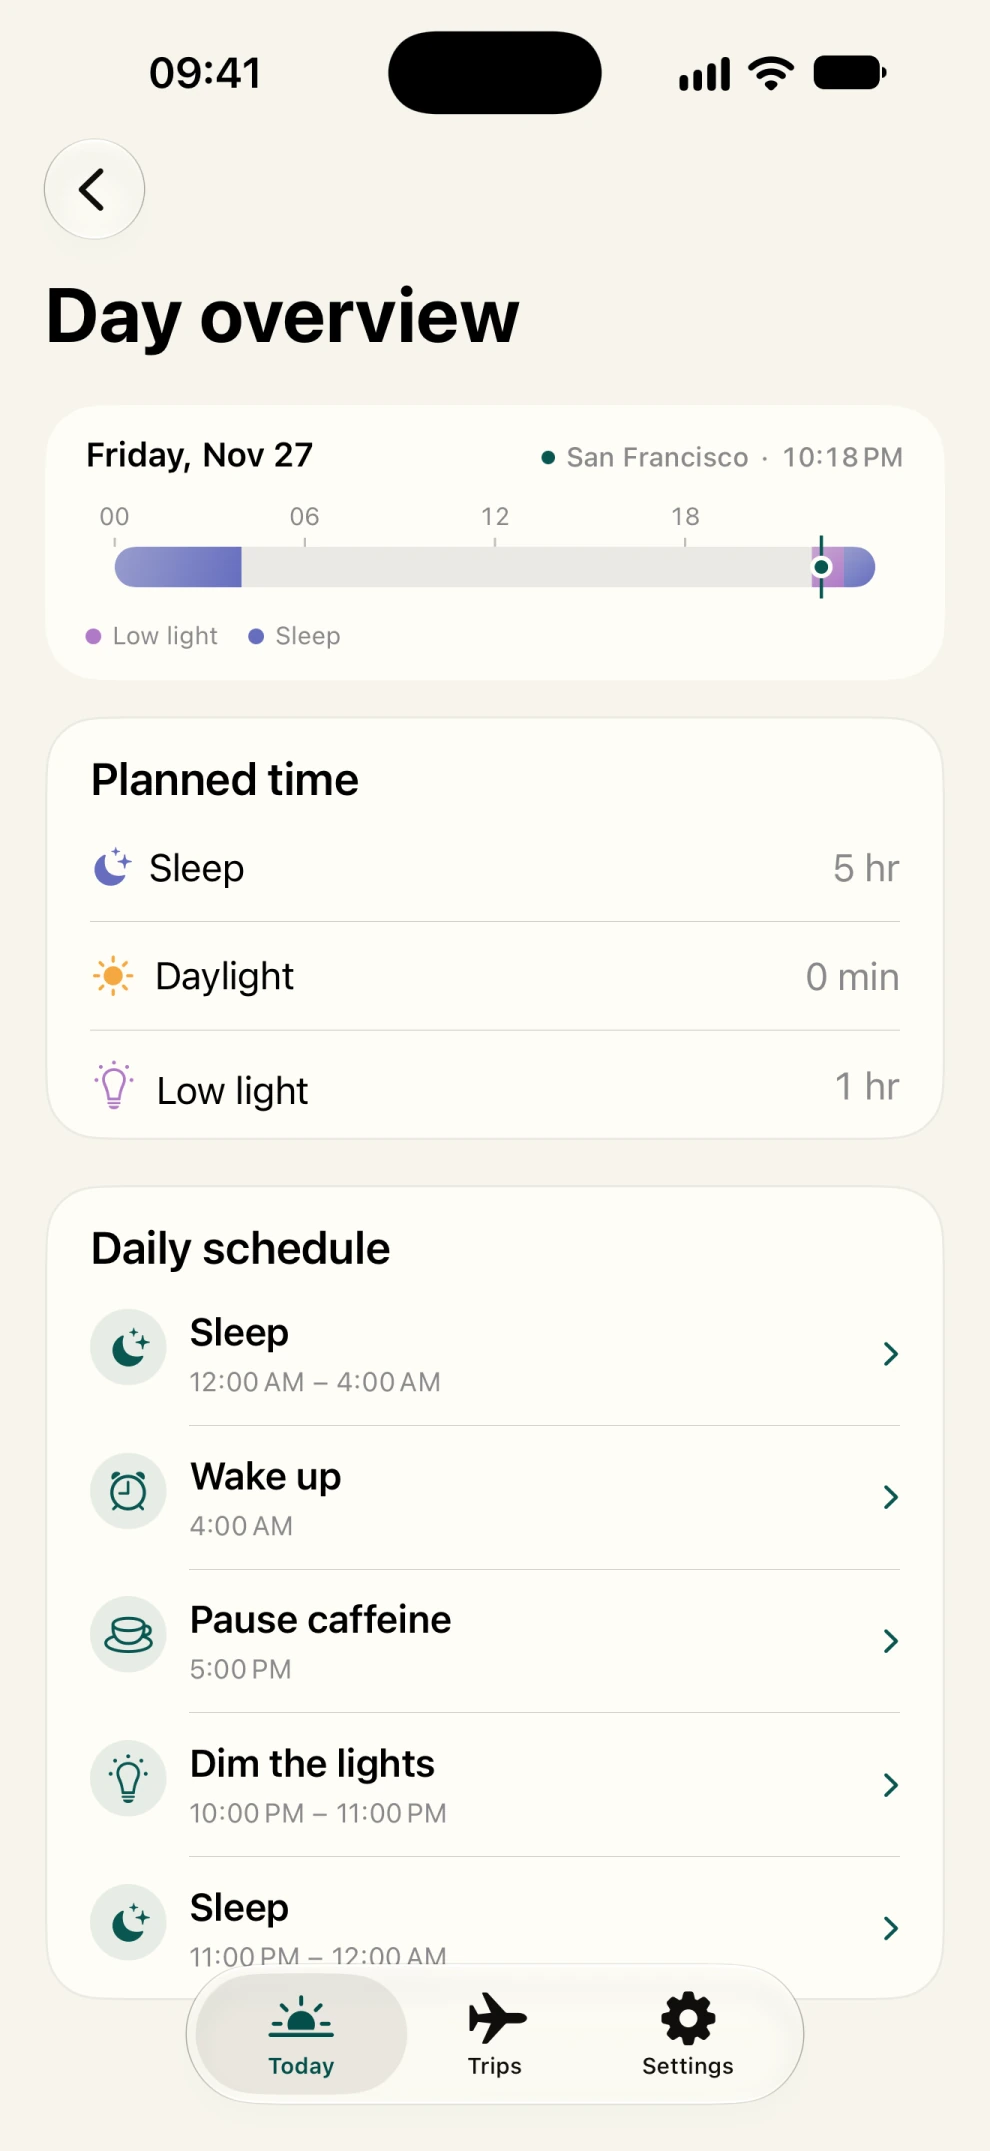 09:41
Day overview
Friday, Nov 27
San Francisco · 10:18 PM
00 06 12 18
Low light Sleep
Planned time
Sleep 5 hr
Daylight 0 min
Low light 1 hr
Daily schedule
Sleep
12:00 AM – 4:00 AM
Wake up
4:00 AM
Pause caffeine
5:00 PM
Dim the lights
10:00 PM – 11:00 PM
Sleep
11:00 PM – 12:00 AM
Today Trips Settings